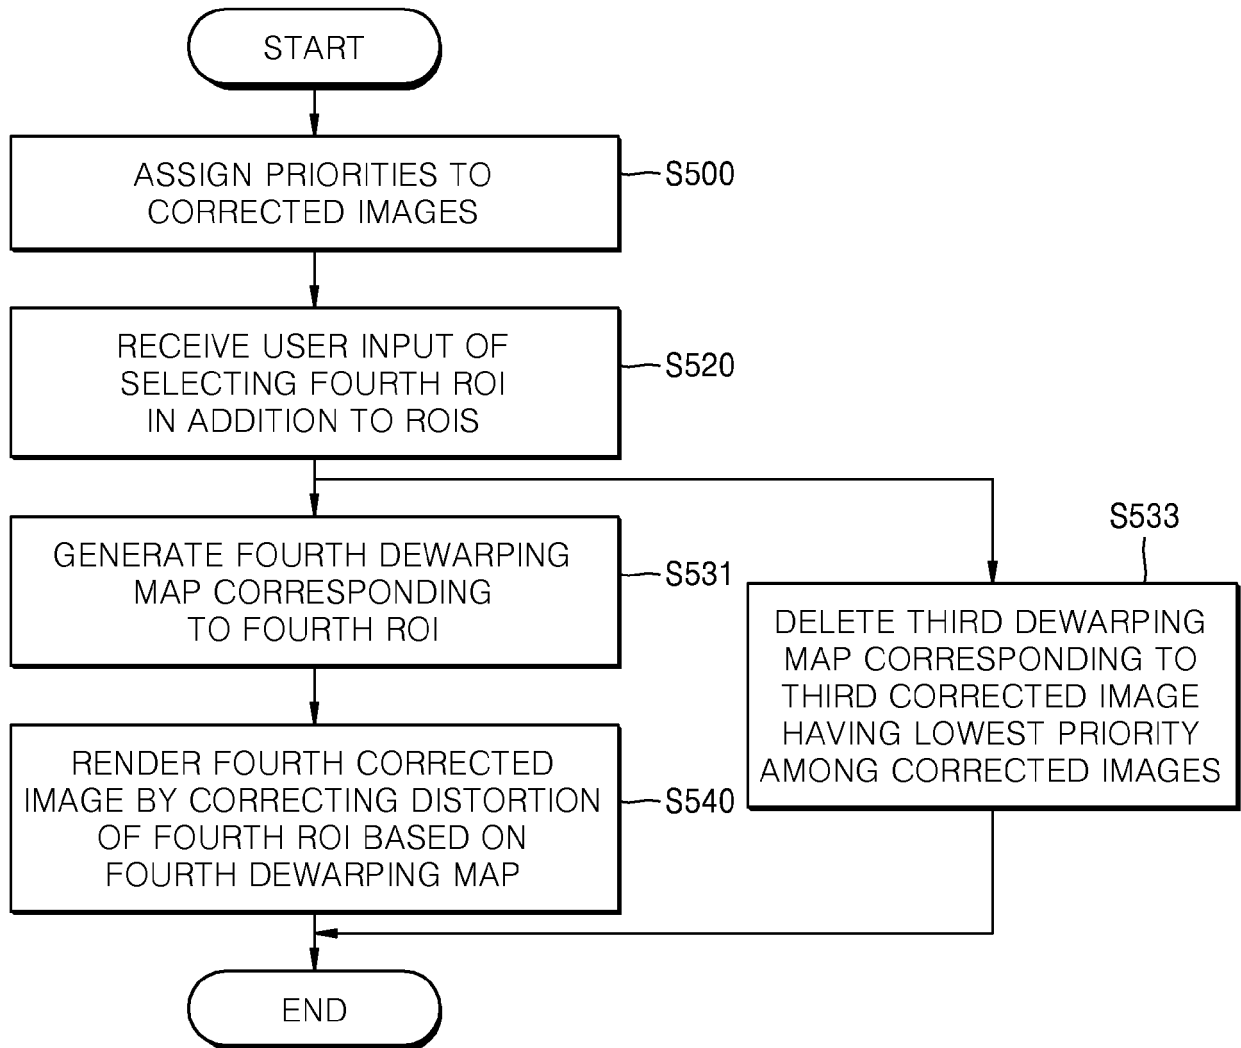 START
ASSIGN PRIORITIES TO
CORRECTED IMAGES
S500
RECEIVE USER INPUT OF
SELECTING FOURTH ROI
IN ADDITION TO ROIS
S520
GENERATE FOURTH DEWARPING
MAP CORRESPONDING
TO FOURTH ROI
S531
S533
DELETE THIRD DEWARPING
MAP CORRESPONDING TO
THIRD CORRECTED IMAGE
HAVING LOWEST PRIORITY
AMONG CORRECTED IMAGES
RENDER FOURTH CORRECTED
IMAGE BY CORRECTING DISTORTION
OF FOURTH ROI BASED ON
FOURTH DEWARPING MAP
S540
END